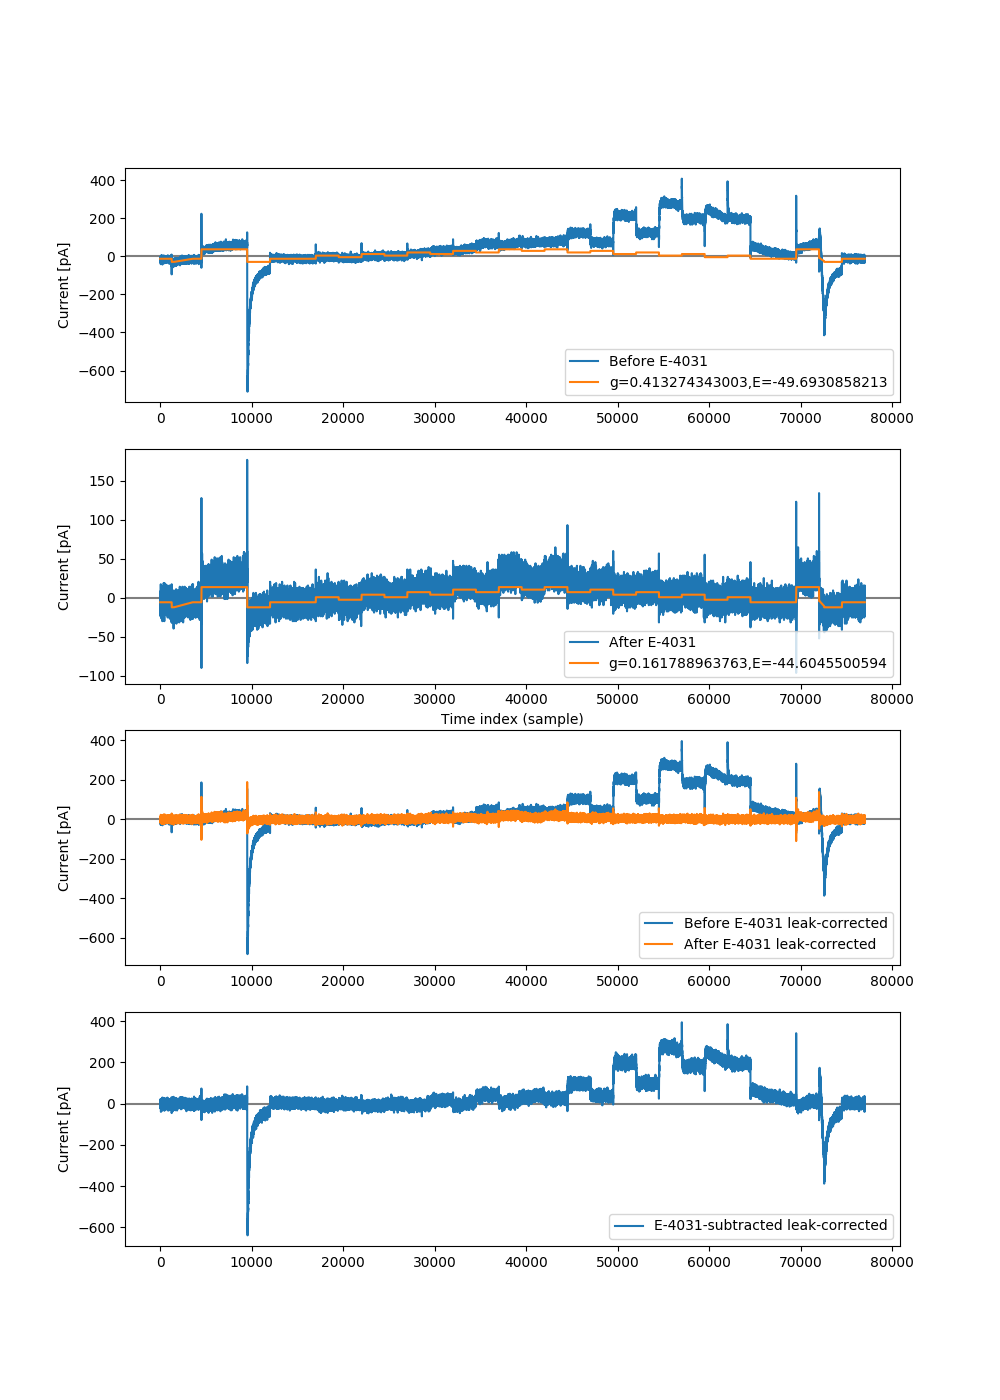 400
200
0
−200
−400
−600
Current [pA]
Before E-4031
g=0.413274343003,E=-49.6930858213
0 10000 20000 30000 40000 50000 60000 70000 80000
150
100
50
0
−50
−100
Current [pA]
After E-4031
g=0.161788963763,E=-44.6045500594
0 10000 20000 30000 40000 50000 60000 70000 80000
Time index (sample)
400
200
0
−200
−400
−600
Current [pA]
Before E-4031 leak-corrected
After E-4031 leak-corrected
0 10000 20000 30000 40000 50000 60000 70000 80000
400
200
0
−200
−400
−600
Current [pA]
E-4031-subtracted leak-corrected
0 10000 20000 30000 40000 50000 60000 70000 80000